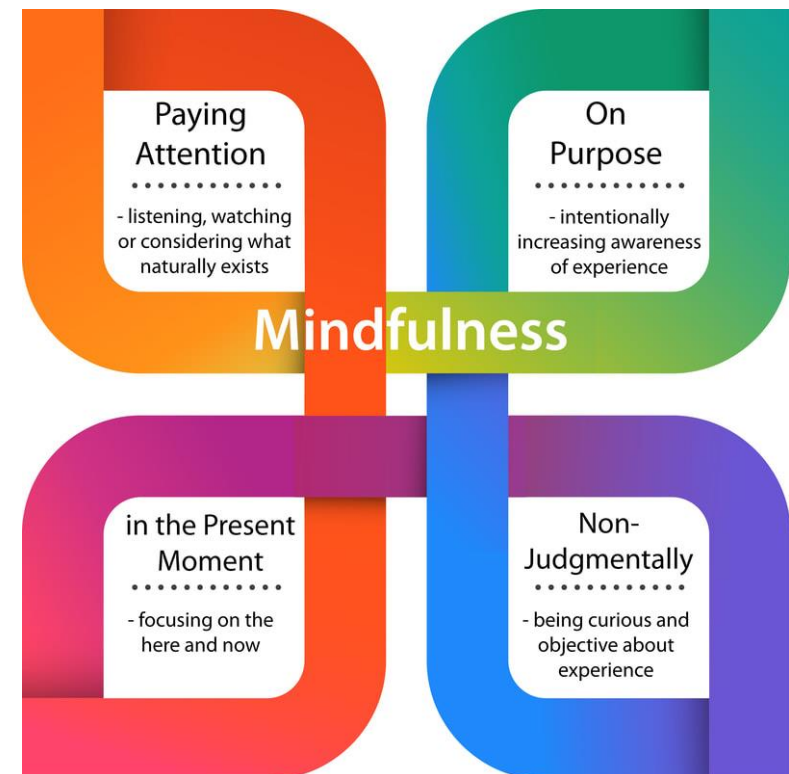 Paying
Attention
- listening, watching
or considering what
naturally exists
On
Purpose
- intentionally
increasing awareness
of experience
Mindfulness
in the Present
Moment
- focusing on the
here and now
Non-
Judgmentally
- being curious and
objective about
experience